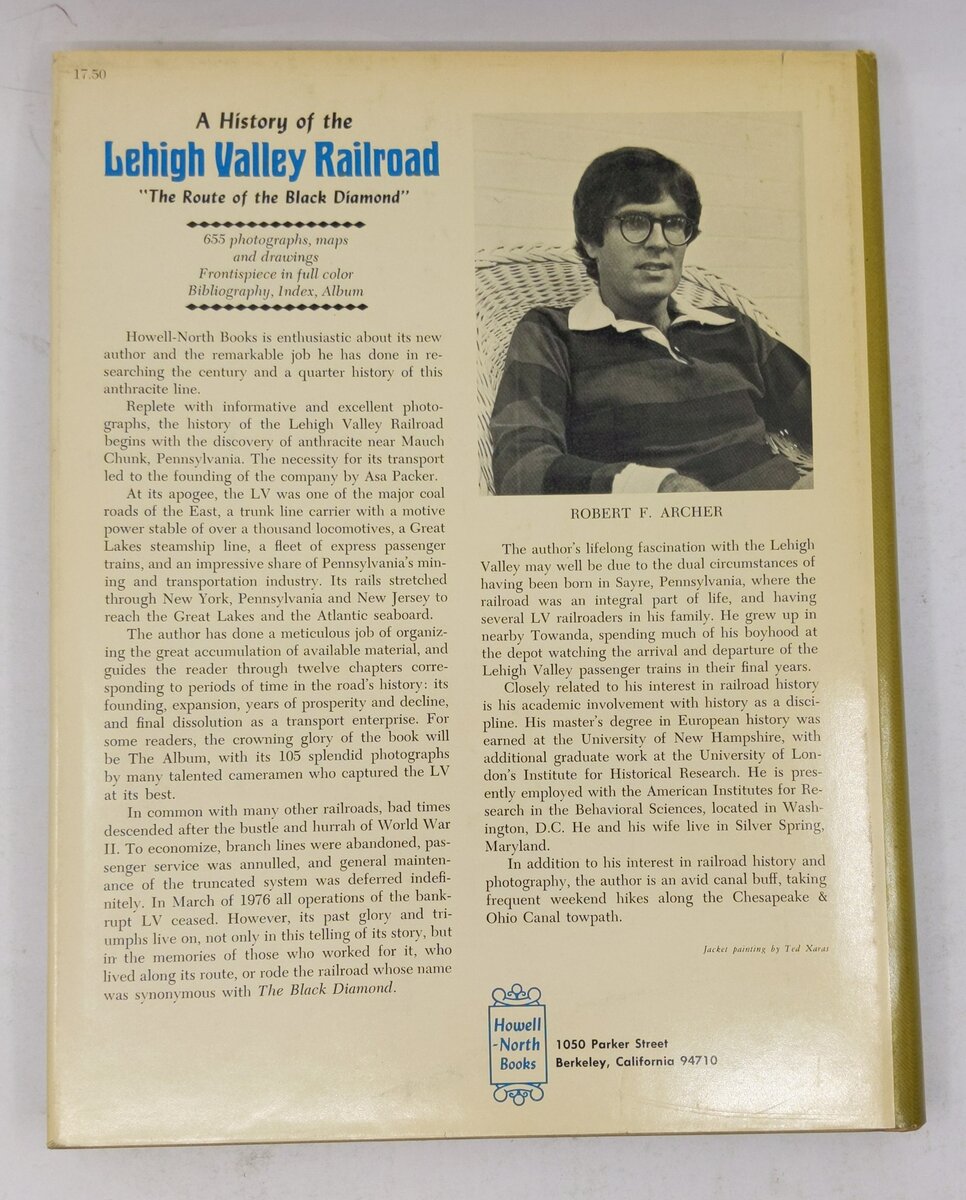 17.50
A History of the
Lehigh Valley Railroad
"The Route of the Black Diamond"
655 photographs, maps
and drawings
Frontispiece in full color
Bibliography, Index, Album
Howell-North Books is enthusiastic about its new
author and the remarkable job he has done in re-
searching the century and a quarter history of this
anthracite line.
Replete with informative and excellent photo-
graphs, the history of the Lehigh Valley Railroad
begins with the discovery of anthracite near Mauch
Chunk, Pennsylvania. The necessity for its transport
led to the founding of the company by Asa Packer.
At its apogee, the LV was one of the major coal
roads of the East, a trunk line carrier with a motive
power stable of over a thousand locomotives, a Great
Lakes steamship line, a fleet of express passenger
trains, and an impressive share of Pennsylvania's min-
ing and transportation industry. Its rails stretched
through New York, Pennsylvania and New Jersey to
reach the Great Lakes and the Atlantic seaboard.
The author has done a meticulous job of organiz-
ing the great accumulation of available material, and
guides the reader through twelve chapters corre-
sponding to periods of time in the road's history: its
founding, expansion, years of prosperity and decline,
and final dissolution as a transport enterprise. For
some readers, the crowning glory of the book will
be The Album, with its 105 splendid photographs
by many talented cameramen who captured the LV
at its best.
In common with many other railroads, bad times
descended after the bustle and hurrah of World War
II. To economize, branch lines were abandoned, pas-
senger service was annulled, and general mainten-
ance of the truncated system was deferred indefi-
nitely. In March of 1976 all operations of the bank-
rupt LV ceased. However, its past glory and tri-
umphs live on, not only in this telling of its story, but
in the memories of those who worked for it, who
lived along its route, or rode the railroad whose name
was synonymous with The Black Diamond.
ROBERT F. ARCHER
The author's lifelong fascination with the Lehigh
Valley may well be due to the dual circumstances of
having been born in Sayre, Pennsylvania, where the
railroad was an integral part of life, and having
several LV railroaders in his family. He grew up in
nearby Towanda, spending much of his boyhood at
the depot watching the arrival and departure of the
Lehigh Valley passenger trains in their final years.
Closely related to his interest in railroad history
is his academic involvement with history as a disci-
pline. His master's degree in European history was
earned at the University of New Hampshire, with
additional graduate work at the University of Lon-
don's Institute for Historical Research. He is pres-
ently employed with the American Institutes for Re-
search in the Behavioral Sciences, located in Wash-
ington, D.C. He and his wife live in Silver Spring,
Maryland.
In addition to his interest in railroad history and
photography, the author is an avid canal buff, taking
frequent weekend hikes along the Chesapeake &
Ohio Canal towpath.
Jacket painting by Ted Xaras
Howell
-North
Books
1050 Parker Street
Berkeley, California 94710